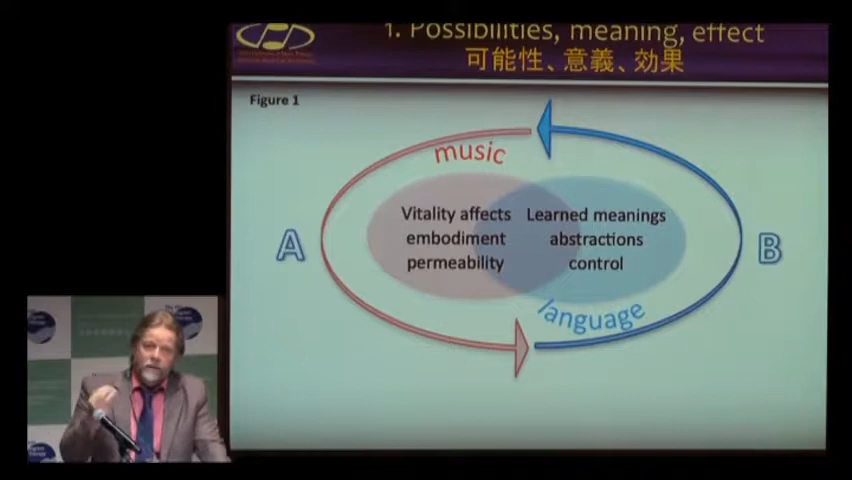 1. Possibilities, meaning, effect
可能性、意義、効果
Figure 1
music
Vitality affects
embodiment
permeability
Learned meanings
abstractions
control
A
B
language